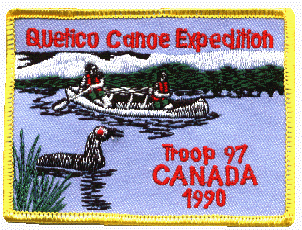 Quetico Canoe Expedition
Troop 97
CANADA
1990